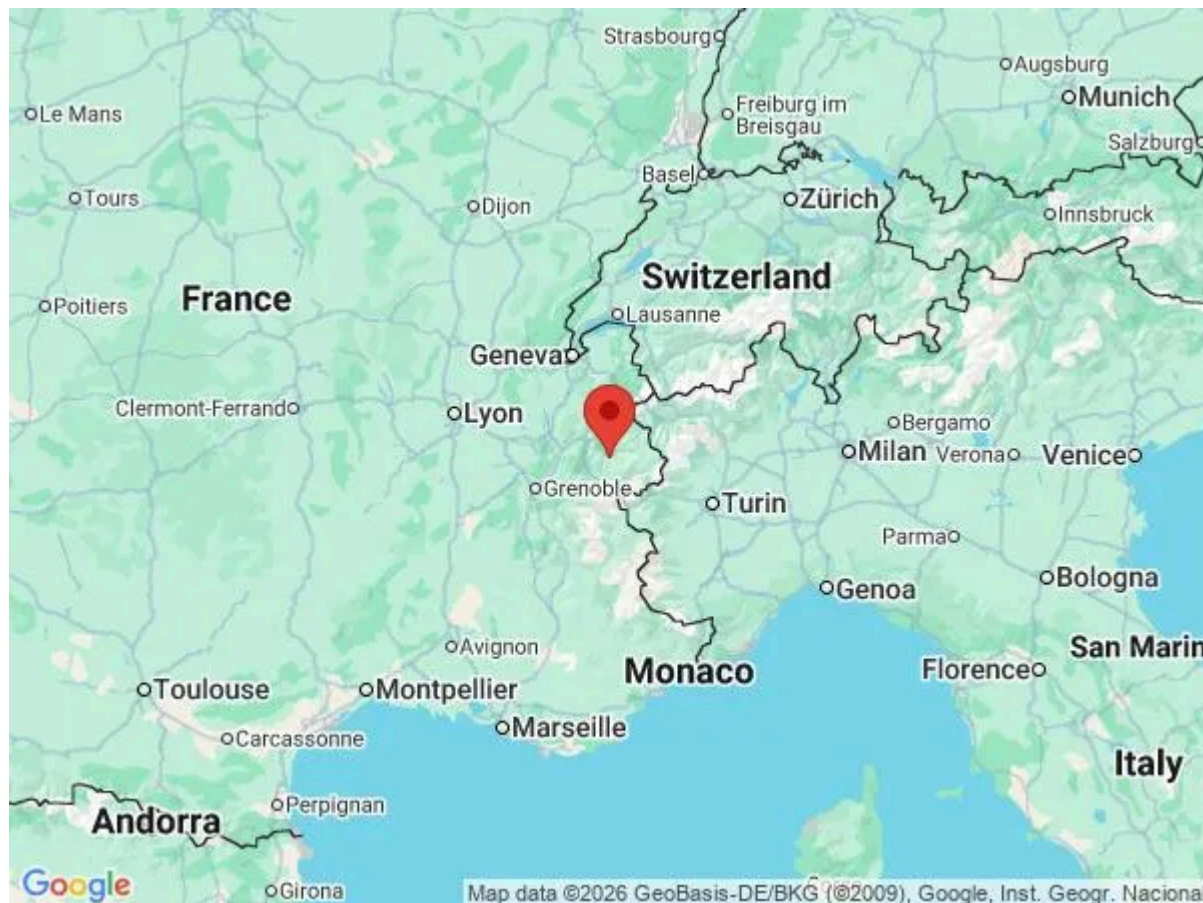 Strasbourg
Augsburg
Munich
Le Mans
Freiburg im
Breisgau
Salzburg
Basel
Tours
Dijon
Zürich
Innsbruck
Switzerland
France
Poitiers
Lausanne
Geneva
Clermont-Ferrand
Lyon
Bergamo
Milan
Verona
Venice
Grenoble
Turin
Parma
Genoa
Bologna
Avignon
San Marin
Monaco
Florence
Toulouse
Montpellier
Marseille
Carcassonne
Italy
Perpignan
Andorra
Google
Girona
Map data ©2026 GeoBasis-DE/BKG (©2009), Google, Inst. Geogr. Nacional